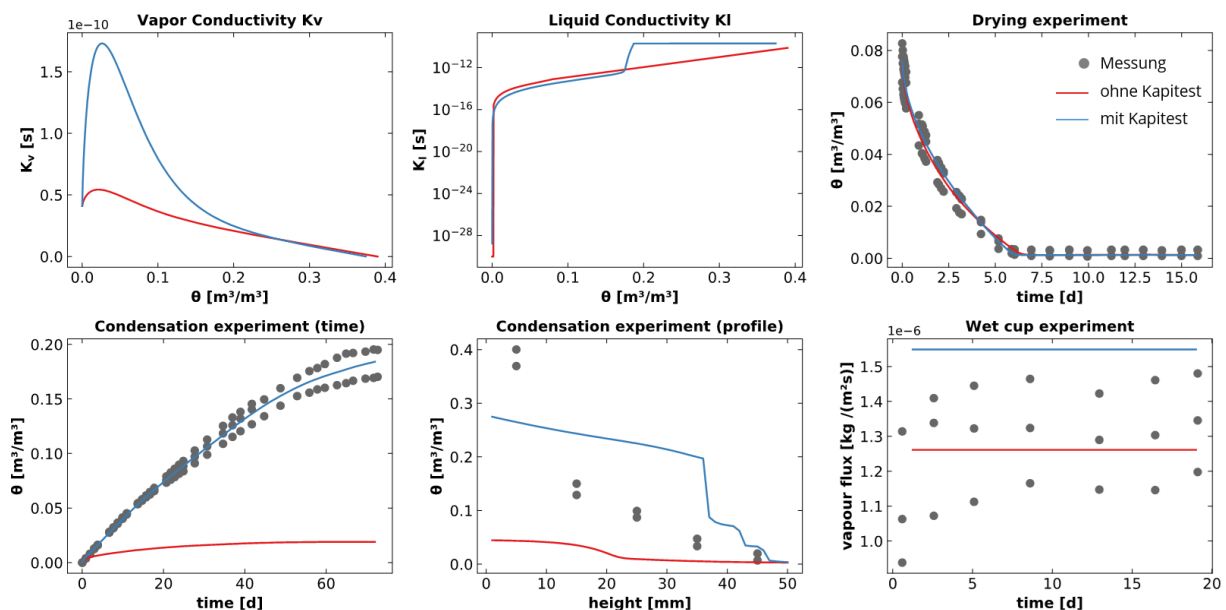 Vapor Conductivity Kv
1e−10
1.5
1.0
0.5
0.0
Kᵥ [s]
0.0 0.1 0.2 0.3 0.4
θ [m³/m³]
Liquid Conductivity Kl
10⁻¹²
10⁻¹⁶
10⁻²⁰
10⁻²⁴
10⁻²⁸
Kₗ [s]
0.0 0.1 0.2 0.3 0.4
θ [m³/m³]
Drying experiment
0.08
0.06
0.04
0.02
0.00
θ [m³/m³]
Messung
ohne Kapitest
mit Kapitest
0.0 2.5 5.0 7.5 10.0 12.5 15.0
time [d]
Condensation experiment (time)
0.20
0.15
0.10
0.05
0.00
θ [m³/m³]
0 20 40 60
time [d]
Condensation experiment (profile)
0.4
0.3
0.2
0.1
0.0
θ [m³/m³]
0 10 20 30 40 50
height [mm]
Wet cup experiment
1e−6
1.5
1.4
1.3
1.2
1.1
1.0
vapour flux [kg /(m²s)]
0 5 10 15 20
time [d]